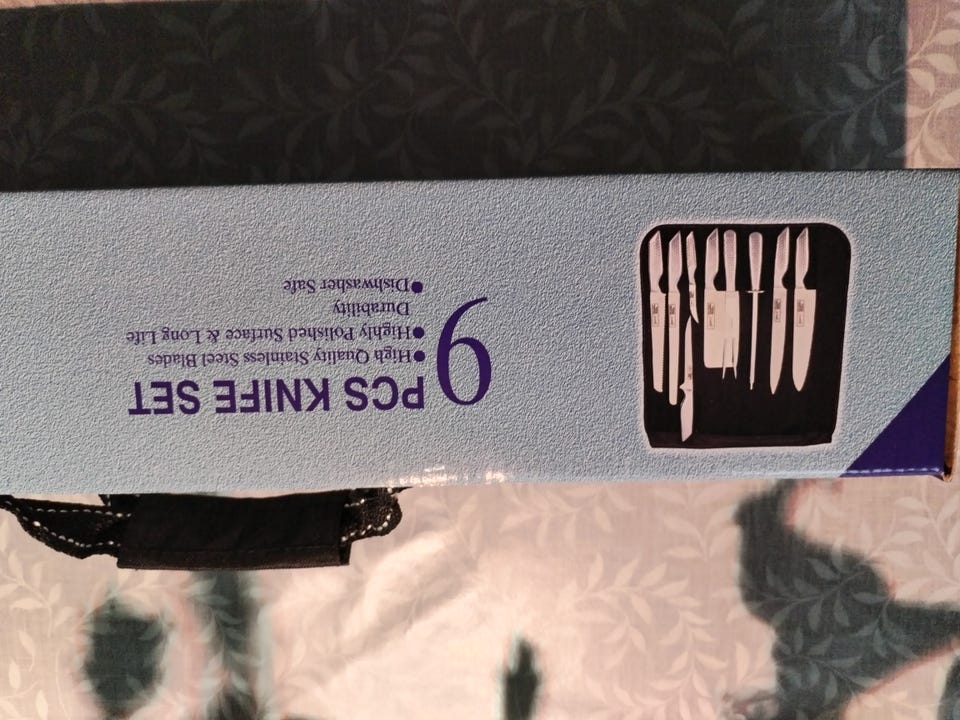 9 PCS KNIFE SET
●High Quality Stainless Steel Blades
●Highly Polished Surface & Long Life
Durability
●Dishwasher Safe